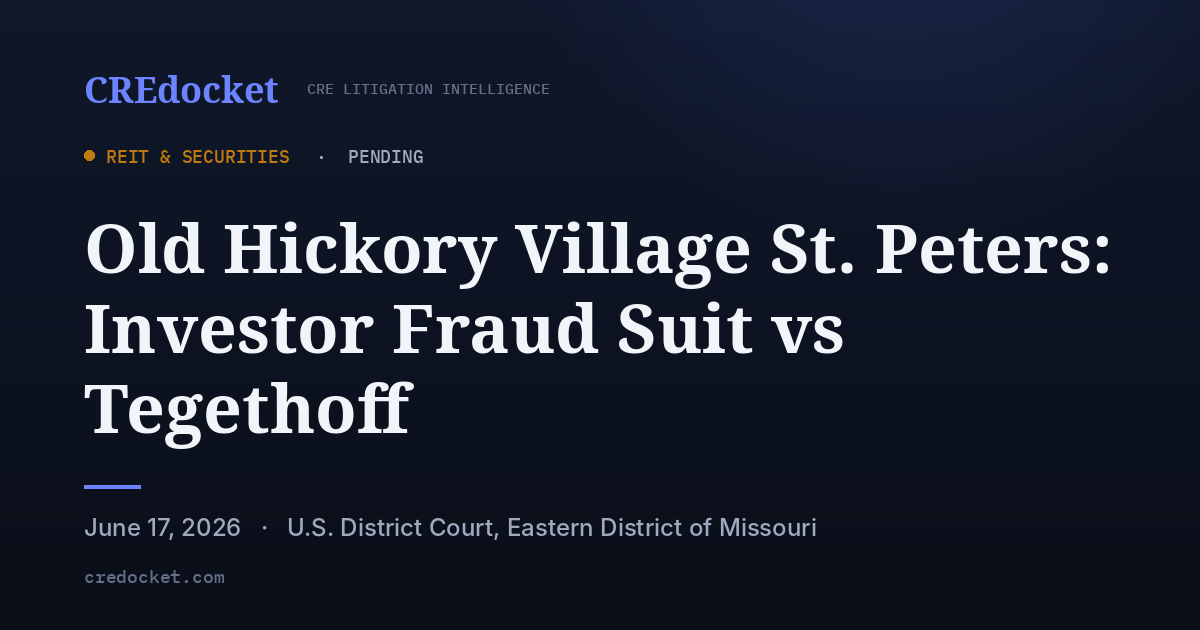 CREdocket CRE LITIGATION INTELLIGENCE
REIT & SECURITIES · PENDING
Old Hickory Village St. Peters:
Investor Fraud Suit vs
Tegethoff
June 17, 2026 · U.S. District Court, Eastern District of Missouri
credocket.com